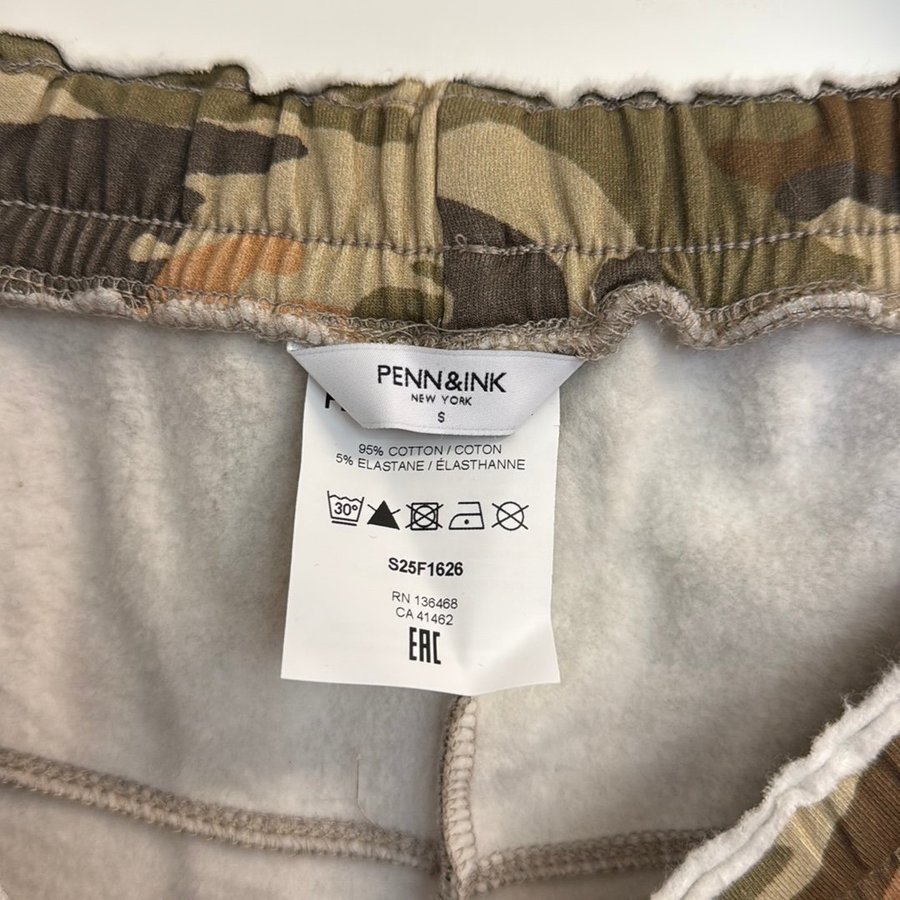 PENN&INK
NEW YORK
S
95% COTTON / COTON
5% ELASTANE / ÉLASTHANNE
30°
S25F1626
RN 136468
CA 41462
EAC